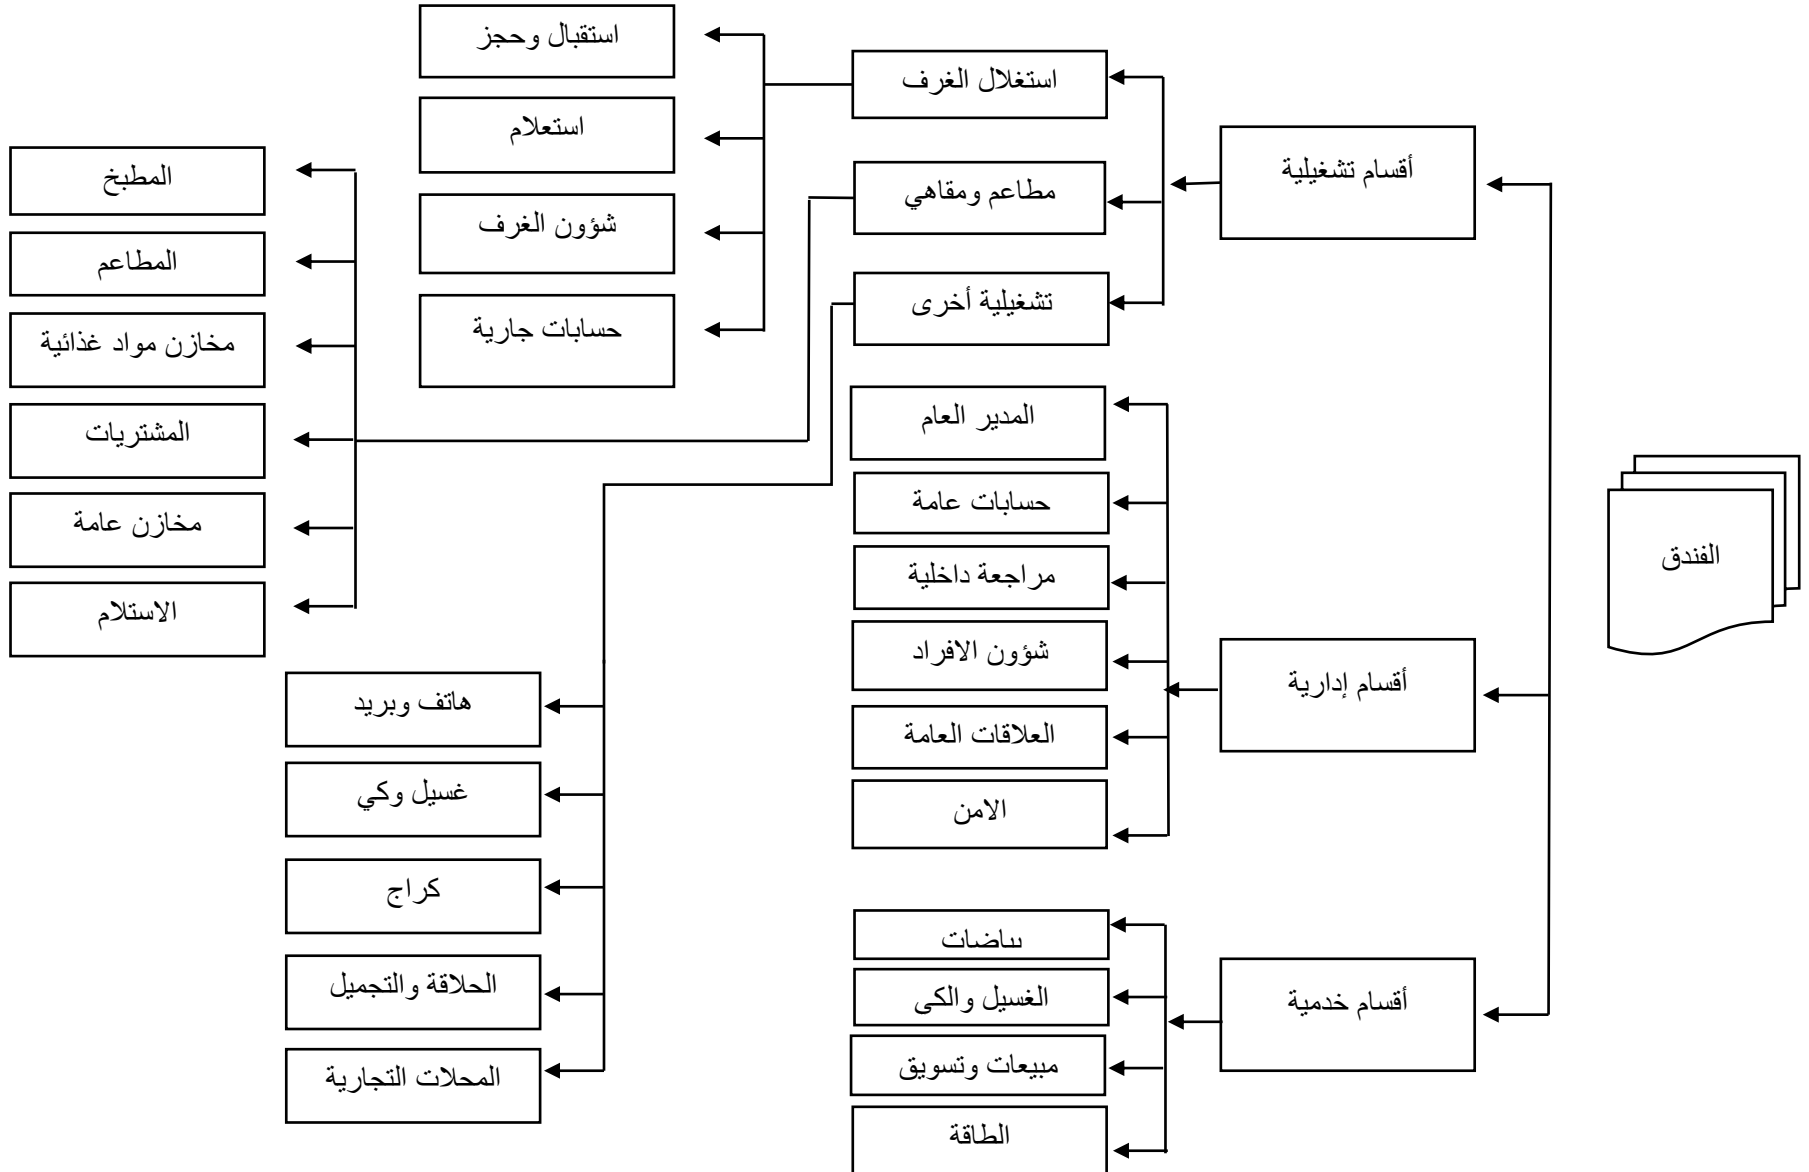 الفندق
أقسام تشغيلية
استغلال الغرف
استقبال وحجز
استعلام
شؤون الغرف
حسابات جارية
مطاعم ومقاهي
المطبخ
المطاعم
مخازن مواد غذائية
المشتريات
مخازن عامة
الاستلام
تشغيلية أخرى
هاتف وبريد
غسيل وكي
كراج
الحلاقة والتجميل
المحلات التجارية
أقسام إدارية
المدير العام
حسابات عامة
مراجعة داخلية
شؤون الافراد
العلاقات العامة
الامن
أقسام خدمية
بياضات
الغسيل والكى
مبيعات وتسويق
الطاقة